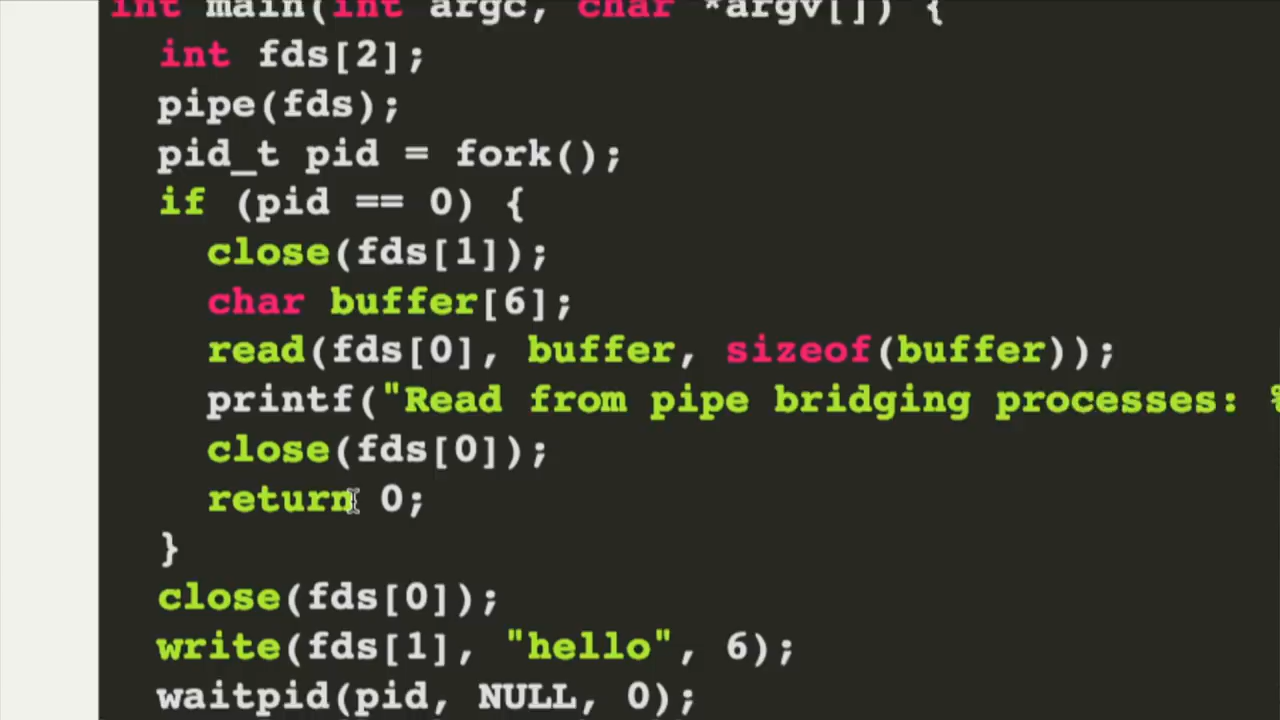 int main(int argc, char *argv[]) {
int fds[2];
pipe(fds);
pid_t pid = fork();
if (pid == 0) {
close(fds[1]);
char buffer[6];
read(fds[0], buffer, sizeof(buffer));
printf("Read from pipe bridging processes: %
close(fds[0]);
return 0;
}
close(fds[0]);
write(fds[1], "hello", 6);
waitpid(pid, NULL, 0);